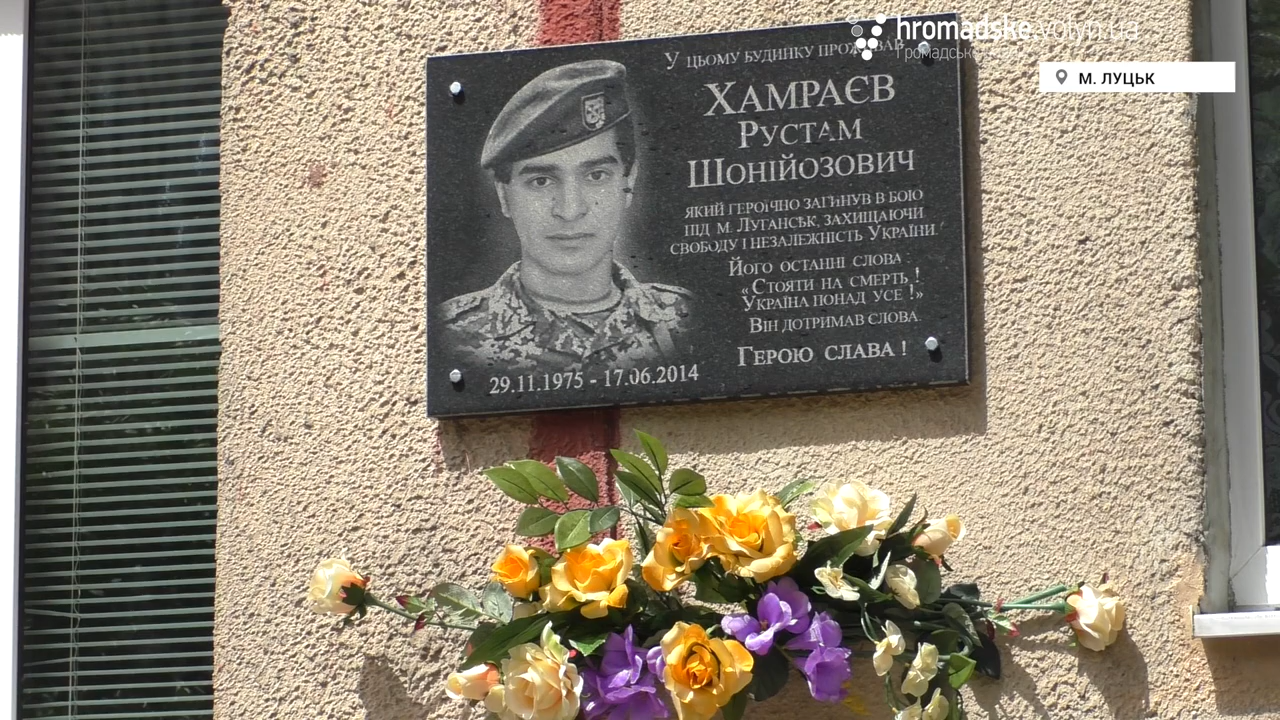 hromadske.volyn.ua
М. ЛУЦЬК
У ЦЬОМУ БУДИНКУ ПРОЖИВАВ
ХАМРАЄВ
РУСТАМ
ШОНІЙОЗОВИЧ
ЯКИЙ ГЕРОЇЧНО ЗАГИНУВ В БОЮ
ПІД М. ЛУГАНСЬК, ЗАХИЩАЮЧИ
СВОБОДУ І НЕЗАЛЕЖНІСТЬ УКРАЇНИ.
ЙОГО ОСТАННІ СЛОВА :
«СТОЯТИ НА СМЕРТЬ !
УКРАЇНА ПОНАД УСЕ !»
ВІН ДОТРИМАВ СЛОВА.
ГЕРОЮ СЛАВА !
29.11.1975 - 17.06.2014